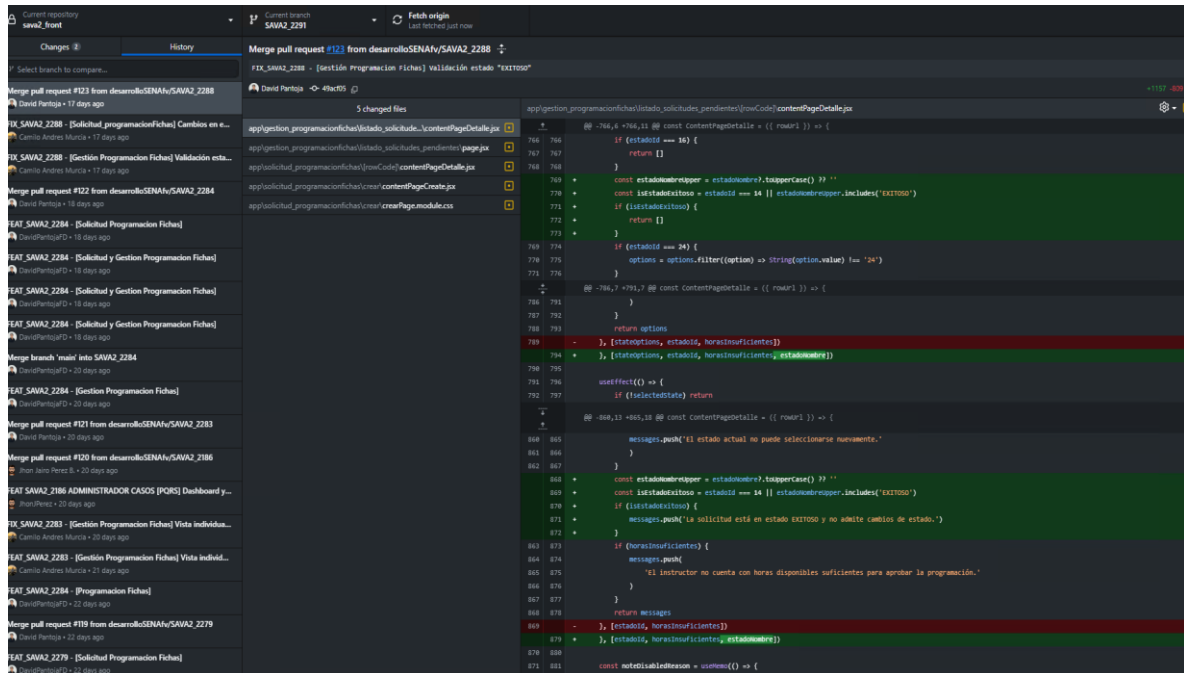 Current repository
sava2_front
Current branch
SAVA2_2291
Fetch origin
Last fetched just now
Changes 2
History
Select branch to compare...
Merge pull request #123 from desarrolloSENAfv/SAVA2_2288
David Pantoja • 17 days ago
FIX_SAVA2_2288 - [Solicitud_programacionFichas] Cambios en e...
Camilo Andres Murcia • 17 days ago
FIX_SAVA2_2288 - [Gestión Programacion Fichas] Validación esta...
Camilo Andres Murcia • 17 days ago
Merge pull request #122 from desarrolloSENAfv/SAVA2_2284
David Pantoja • 18 days ago
FEAT_SAVA2_2284 - [Solicitud Programacion Fichas]
DavidPantojaFD • 18 days ago
FEAT_SAVA2_2284 - [Solicitud y Gestion Programacion Fichas]
DavidPantojaFD • 18 days ago
FEAT_SAVA2_2284 - [Solicitud y Gestion Programacion Fichas]
DavidPantojaFD • 18 days ago
FEAT_SAVA2_2284 - [Solicitud y Gestion Programacion Fichas]
DavidPantojaFD • 18 days ago
Merge branch 'main' into SAVA2_2284
DavidPantojaFD • 20 days ago
FEAT_SAVA2_2284 - [Gestion Programacion Fichas]
DavidPantojaFD • 20 days ago
Merge pull request #121 from desarrolloSENAfv/SAVA2_2283
David Pantoja • 20 days ago
Merge pull request #120 from desarrolloSENAfv/SAVA2_2186
Jhon Jairo Perez B. • 20 days ago
FEAT SAVA2_2186 ADMINISTRADOR CASOS [PQRS] Dashboard y...
JhonJPerez • 20 days ago
FIX_SAVA2_2283 - [Gestión Programacion Fichas] Vista individua...
Camilo Andres Murcia • 20 days ago
FEAT_SAVA2_2283 - [Gestión Programacion Fichas] Vista individ...
Camilo Andres Murcia • 21 days ago
FEAT_SAVA2_2284 - [Programacion Fichas]
DavidPantojaFD • 22 days ago
Merge pull request #119 from desarrolloSENAfv/SAVA2_2279
David Pantoja • 22 days ago
FEAT_SAVA2_2279 - [Solicitud Programacion Fichas]
DavidPantojaFD • 22 days ago
Merge pull request #123 from desarrolloSENAfv/SAVA2_2288
FIX_SAVA2_2288 - [Gestión Programacion Fichas] Validación estado "EXITOSO"
David Pantoja 49acf05
+1157
5 changed files
app\gestion_programacionfichas\listado_solicitude...\contentPageDetalle.jsx
app\gestion_programacionfichas\listado_solicitudes_pendientes\page.jsx
app\solicitud_programacionfichas\[rowCode]\contentPageDetalle.jsx
app\solicitud_programacionfichas\crear\contentPageCreate.jsx
app\solicitud_programacionfichas\crear\crearPage.module.css
app\gestion_programacionfichas\listado_solicitudes_pendientes\[rowCode]\contentPageDetalle.jsx
@@ -766,6 +766,11 @@ const ContentPageDetalle = ({ rowUrl }) => {
766 766 if (estadoId === 16) {
767 767 return []
768 768 }
769 + const estadoNombreUpper = estadoNombre?.toUpperCase() ?? ''
770 + const isEstadoExitoso = estadoId === 14 || estadoNombreUpper.includes('EXITOSO')
771 + if (isEstadoExitoso) {
772 + return []
773 + }
769 774 if (estadoId === 24) {
770 775 options = options.filter((option) => String(option.value) !== '24')
771 776 }
@@ -786,7 +791,7 @@ const ContentPageDetalle = ({ rowUrl }) => {
786 791 }
787 792 }
788 793 return options
789 - }, [stateOptions, estadoId, horasInsuficientes])
794 + }, [stateOptions, estadoId, horasInsuficientes, estadoNombre])
790 795
791 796 useEffect(() => {
792 797 if (!selectedState) return
@@ -860,13 +865,18 @@ const ContentPageDetalle = ({ rowUrl }) => {
860 865 messages.push('El estado actual no puede seleccionarse nuevamente.'
861 866 )
862 867 }
868 + const estadoNombreUpper = estadoNombre?.toUpperCase() ?? ''
869 + const isEstadoExitoso = estadoId === 14 || estadoNombreUpper.includes('EXITOSO')
870 + if (isEstadoExitoso) {
871 + messages.push('La solicitud está en estado EXITOSO y no admite cambios de estado.')
872 + }
863 873 if (horasInsuficientes) {
864 874 messages.push(
865 875 'El instructor no cuenta con horas disponibles suficientes para aprobar la programación.'
866 876 )
867 877 }
868 878 return messages
869 - }, [estadoId, horasInsuficientes])
879 + }, [estadoId, horasInsuficientes, estadoNombre])
870 880
871 881 const noteDisabledReason = useMemo(() => {